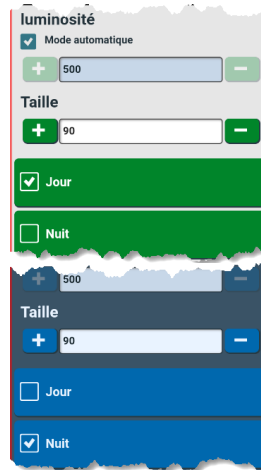 luminosité
Mode automatique
+ 500 −
Taille
+ 90 −
Jour
Nuit
+ 500 −
Taille
+ 90 −
Jour
Nuit